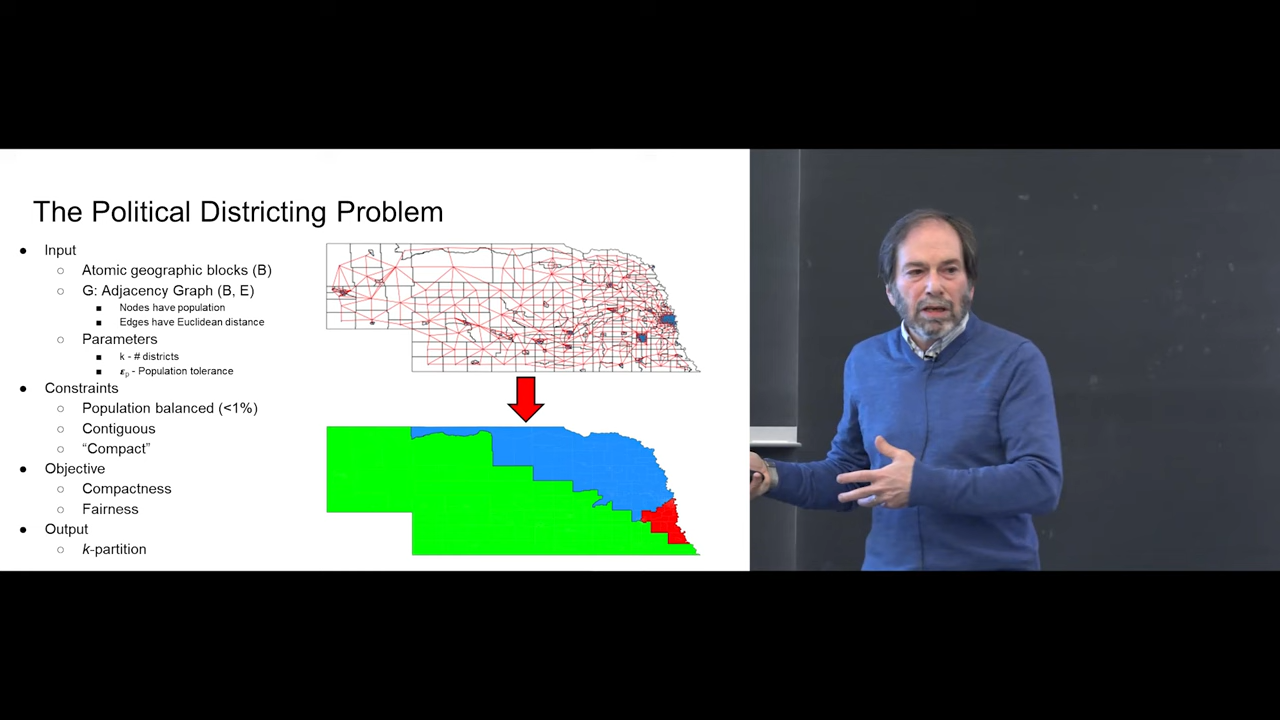 The Political Districting Problem
● Input
○ Atomic geographic blocks (B)
○ G: Adjacency Graph (B, E)
■ Nodes have population
■ Edges have Euclidean distance
○ Parameters
■ k - # districts
■ εp - Population tolerance
● Constraints
○ Population balanced (<1%)
○ Contiguous
○ “Compact”
● Objective
○ Compactness
○ Fairness
● Output
○ k-partition